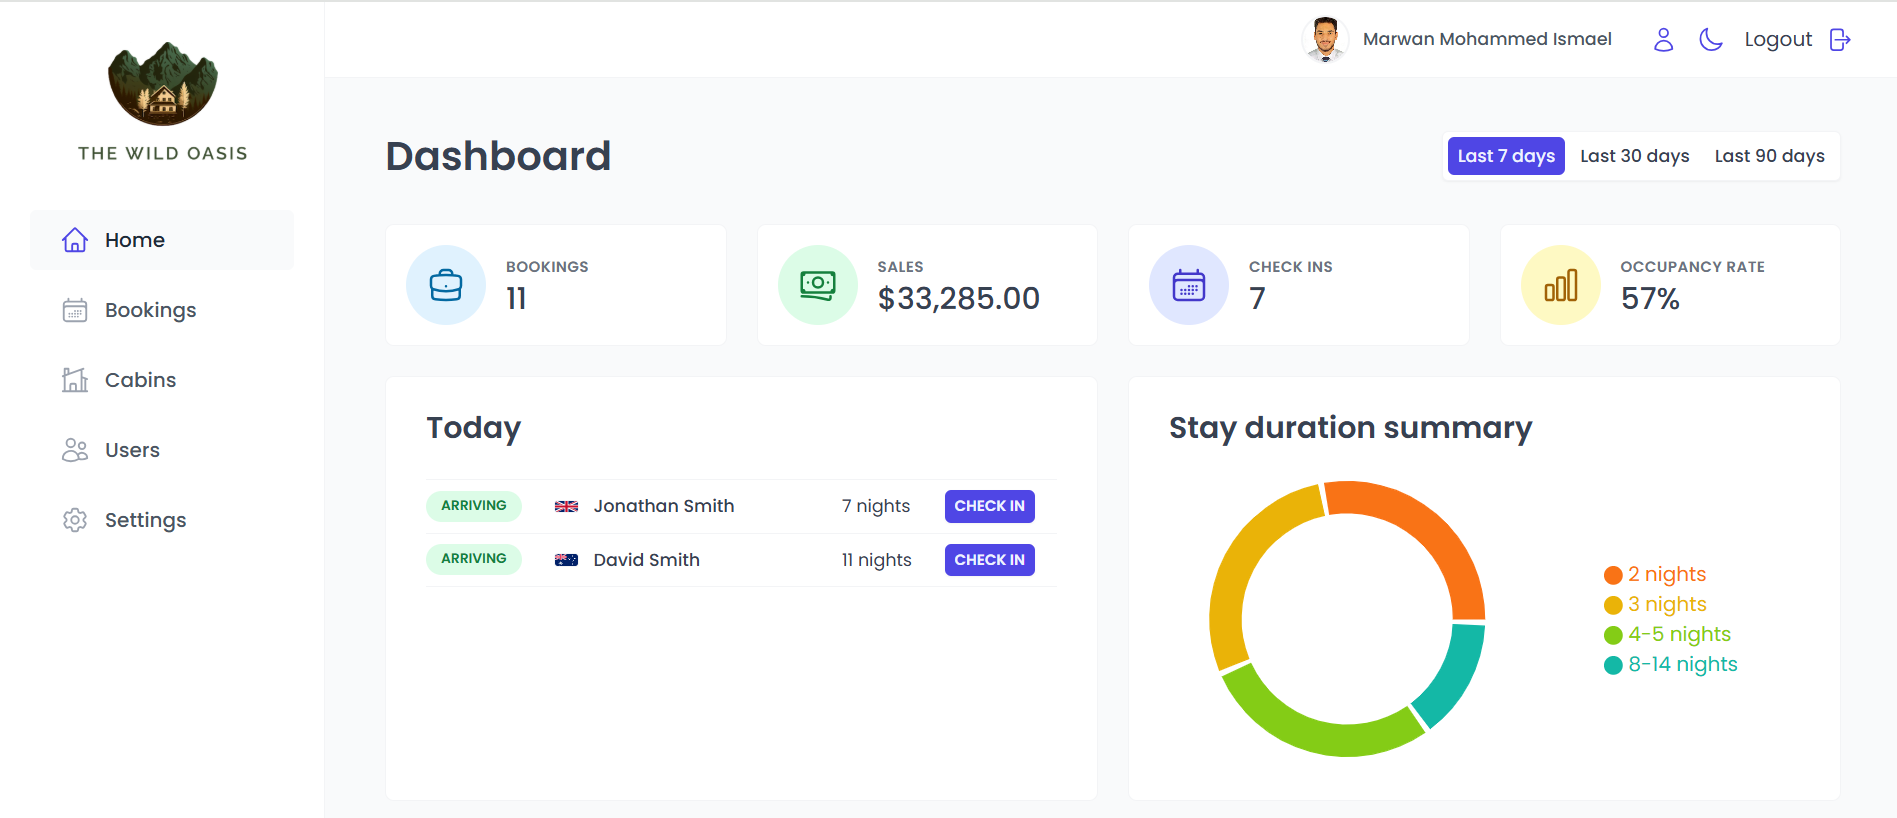 THE WILD OASIS
Home
Bookings
Cabins
Users
Settings
Marwan Mohammed Ismael
Logout
Dashboard
Last 7 days
Last 30 days
Last 90 days
BOOKINGS
11
SALES
$33,285.00
CHECK INS
7
OCCUPANCY RATE
57%
Today
ARRIVING Jonathan Smith 7 nights CHECK IN
ARRIVING David Smith 11 nights CHECK IN
Stay duration summary
2 nights
3 nights
4-5 nights
8-14 nights